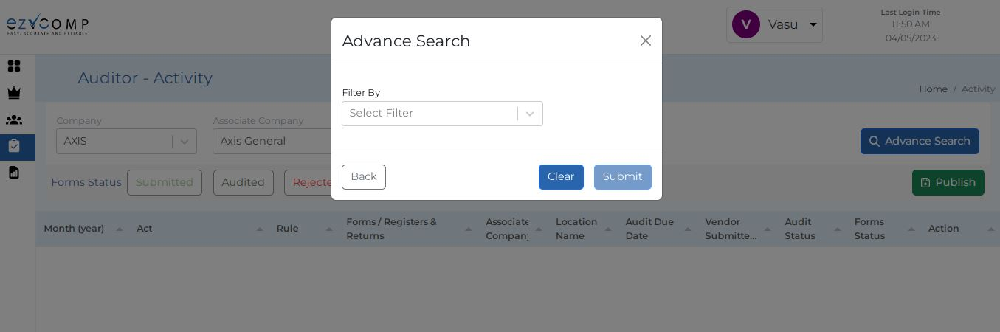 ezycomp
EASY, ACCURATE AND RELIABLE
Advance Search
V Vasu
Last Login Time
11:50 AM
04/05/2023
Auditor - Activity
Home / Activity
Filter By
Select Filter
Company
Associate Company
AXIS
Axis General
Advance Search
Back
Clear
Submit
Forms Status
Submitted
Audited
Rejecte
Publish
Month (year)
Act
Rule
Forms / Registers &
Returns
Associate
Company
Location
Name
Audit Due
Date
Vendor
Submitte...
Audit
Status
Forms
Status
Action